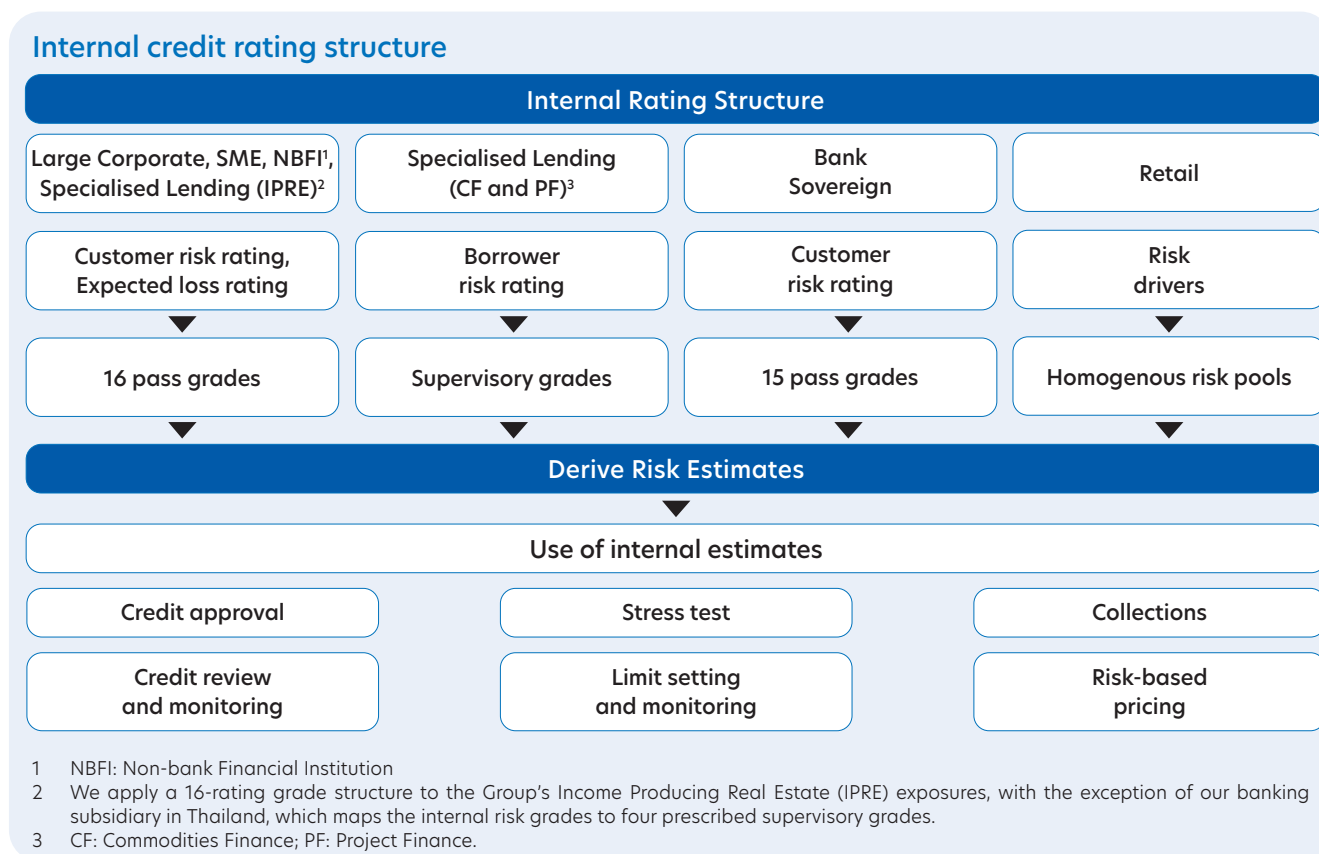 Internal credit rating structure
Internal Rating Structure
Large Corporate, SME, NBFI¹,
Specialised Lending (IPRE)²
Specialised Lending
(CF and PF)³
Bank
Sovereign
Retail
Customer risk rating,
Expected loss rating
Borrower
risk rating
Customer
risk rating
Risk
drivers
16 pass grades
Supervisory grades
15 pass grades
Homogenous risk pools
Derive Risk Estimates
Use of internal estimates
Credit approval
Stress test
Collections
Credit review
and monitoring
Limit setting
and monitoring
Risk-based
pricing
1 NBFI: Non-bank Financial Institution
2 We apply a 16-rating grade structure to the Group’s Income Producing Real Estate (IPRE) exposures, with the exception of our banking
subsidiary in Thailand, which maps the internal risk grades to four prescribed supervisory grades.
3 CF: Commodities Finance; PF: Project Finance.